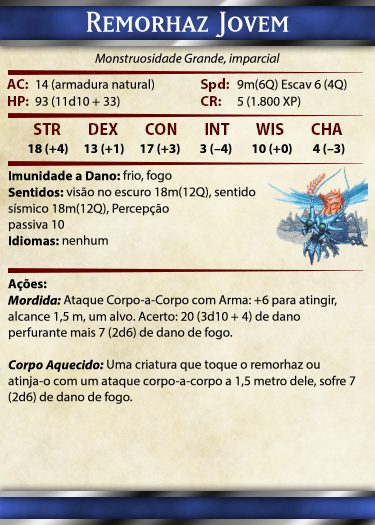 Remorhaz Jovem
Monstruosidade Grande, imparcial
AC: 14 (armadura natural) Spd: 9m(6Q) Escav 6 (4Q)
HP: 93 (11d10 + 33) CR: 5 (1.800 XP)
STR DEX CON INT WIS CHA
18 (+4) 13 (+1) 17 (+3) 3 (–4) 10 (+0) 4 (–3)
Imunidade a Dano: frio, fogo
Sentidos: visão no escuro 18m(12Q), sentido
sísmico 18m(12Q), Percepção
passiva 10
Idiomas: nenhum
Ações:
Mordida: Ataque Corpo-a-Corpo com Arma: +6 para atingir,
alcance 1,5 m, um alvo. Acerto: 20 (3d10 + 4) de dano
perfurante mais 7 (2d6) de dano de fogo.
Corpo Aquecido: Uma criatura que toque o remorhaz ou
atinja-o com um ataque corpo-a-corpo a 1,5 metro dele, sofre 7
(2d6) de dano de fogo.